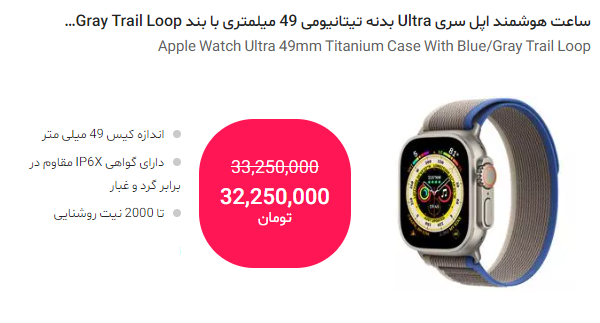 ساعت هوشمند اپل سری Ultra بدنه تیتانیومی 49 میلمتری با بند Gray Trail Loop...
Apple Watch Ultra 49mm Titanium Case With Blue/Gray Trail Loop
اندازه کیس 49 میلی متر
دارای گواهی IP6X مقاوم در
برابر گرد و غبار
تا 2000 نیت روشنایی
33,250,000
32,250,000
تومان
81°